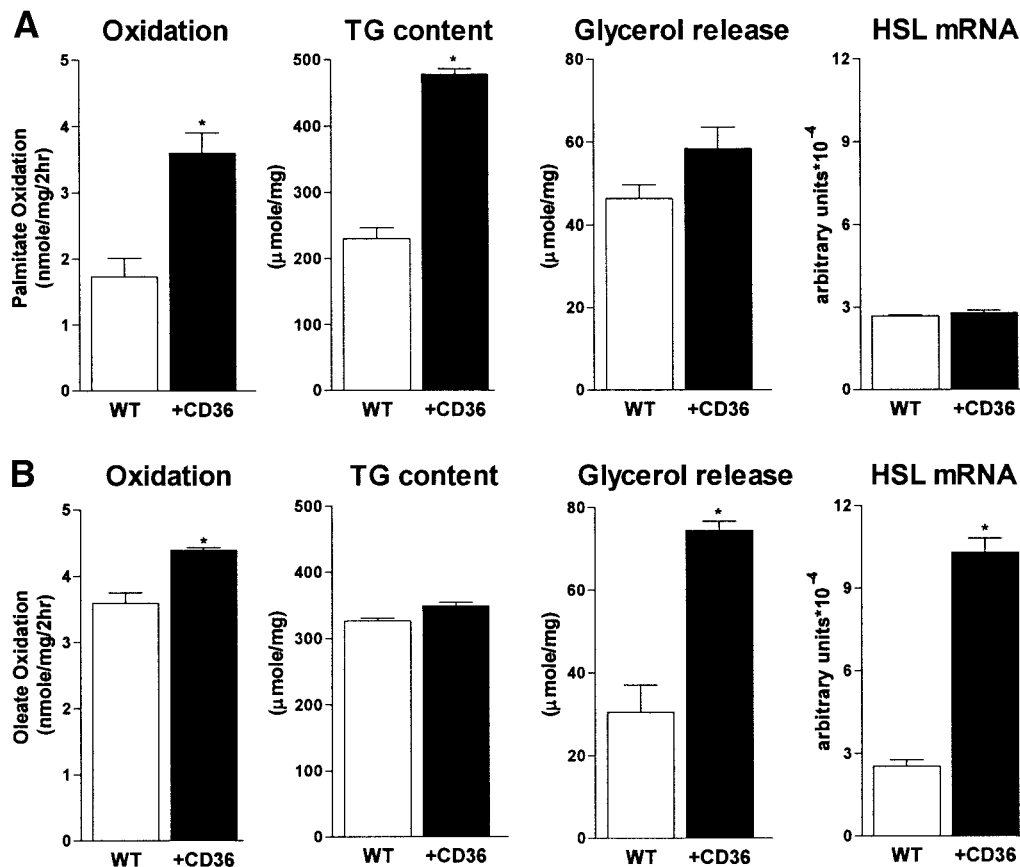 A
Oxidation
TG content
Glycerol release
HSL mRNA
Palmitate Oxidation
(nmole/mg/2hr)
5
4
3
2
1
0
*
WT +CD36
(μmole/mg)
500
400
300
200
100
0
*
WT +CD36
(μmole/mg)
80
60
40
20
0
WT +CD36
arbitrary units*10⁻⁴
12
9
6
3
0
WT +CD36
B
Oxidation
TG content
Glycerol release
HSL mRNA
Oleate Oxidation
(nmole/mg/2hr)
5
4
3
2
1
0
*
WT +CD36
(μmole/mg)
500
400
300
200
100
0
WT +CD36
(μmole/mg)
80
60
40
20
0
*
WT +CD36
arbitrary units*10⁻⁴
12
9
6
3
0
*
WT +CD36